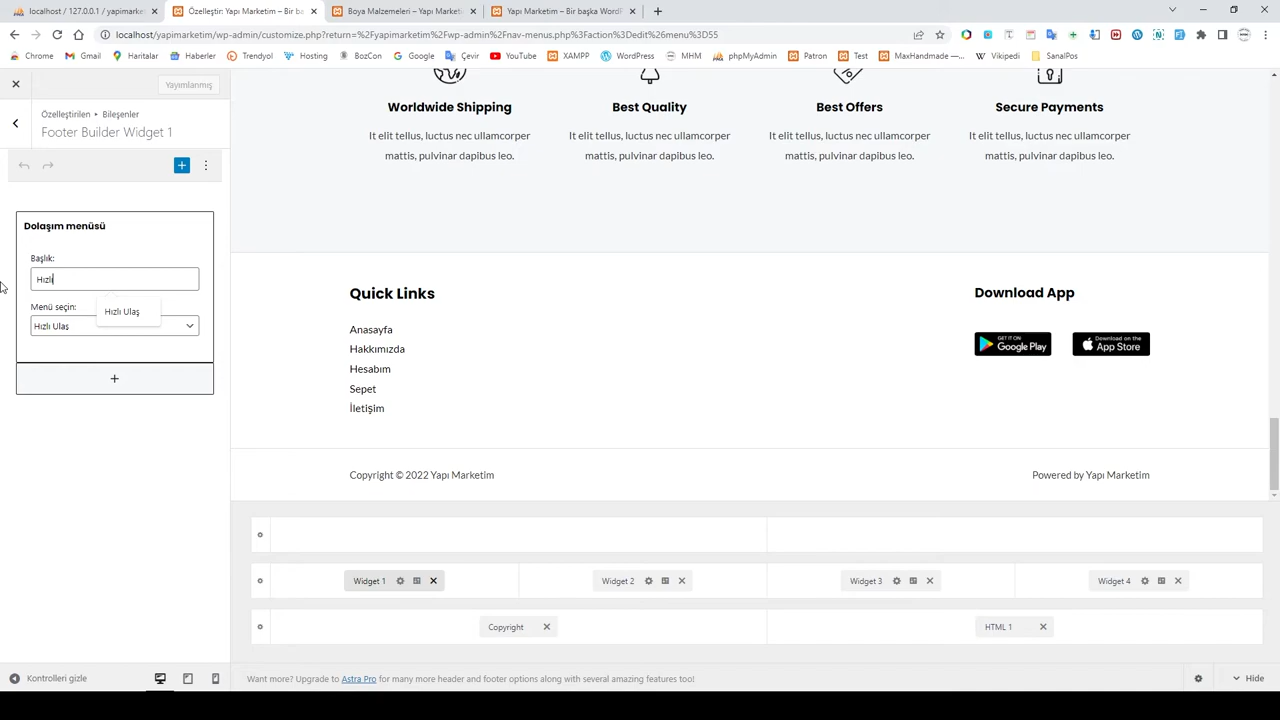 localhost / 127.0.0.1 / yapimarket
Özelleştir: Yapı Marketim – Bir ba
Boya Malzemeleri – Yapı Marketi
Yapı Marketim – Bir başka WordP
localhost/yapimarketim/wp-admin/customize.php?return=%2Fyapimarketim%2Fwp-admin%2Fnav-menus.php%3Faction%3Dedit%26menu%3D55
Chrome
Gmail
Haritalar
Trendyol
Hosting
BozCon
Google
Çevir
YouTube
XAMPP
WordPress
MHM
phpMyAdmin
Patron
Test
MaxHandmade —...
Vikipedi
SanalPos
Yayımlanmış
Özelleştirilen ▸ Bileşenler
Footer Builder Widget 1
Dolaşım menüsü
Başlık:
Hızlı
Hızlı Ulaş
Menü seçin:
Hızlı Ulaş
Kontrolleri gizle
Worldwide Shipping
It elit tellus, luctus nec ullamcorper
mattis, pulvinar dapibus leo.
Best Quality
It elit tellus, luctus nec ullamcorper
mattis, pulvinar dapibus leo.
Best Offers
It elit tellus, luctus nec ullamcorper
mattis, pulvinar dapibus leo.
Secure Payments
It elit tellus, luctus nec ullamcorper
mattis, pulvinar dapibus leo.
Quick Links
Anasayfa
Hakkımızda
Hesabım
Sepet
İletişim
Download App
GET IT ON
Google Play
Download on the
App Store
Copyright © 2022 Yapı Marketim
Powered by Yapı Marketim
Widget 1
Widget 2
Widget 3
Widget 4
Copyright
HTML 1
Want more? Upgrade to Astra Pro for many more header and footer options along with several amazing features too!
Hide